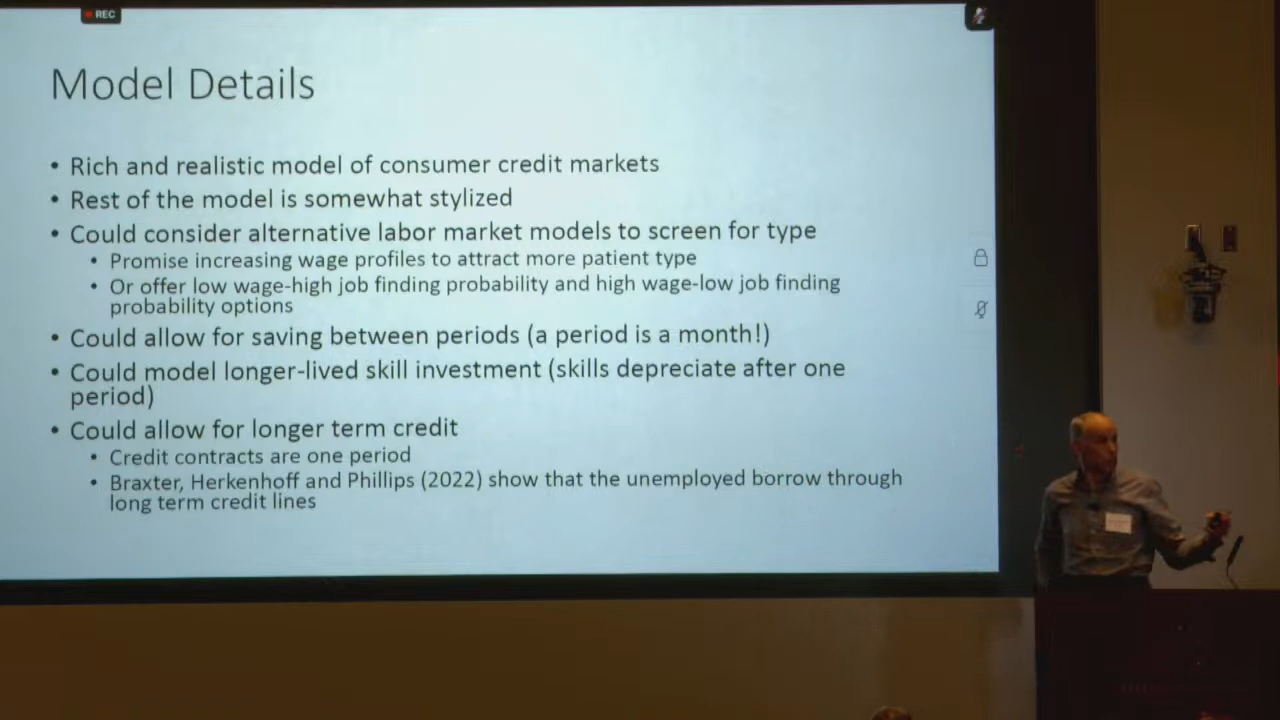 REC
Model Details
• Rich and realistic model of consumer credit markets
• Rest of the model is somewhat stylized
• Could consider alternative labor market models to screen for type
• Promise increasing wage profiles to attract more patient type
• Or offer low wage-high job finding probability and high wage-low job finding
probability options
• Could allow for saving between periods (a period is a month!)
• Could model longer-lived skill investment (skills depreciate after one
period)
• Could allow for longer term credit
• Credit contracts are one period
• Braxter, Herkenhoff and Phillips (2022) show that the unemployed borrow through
long term credit lines